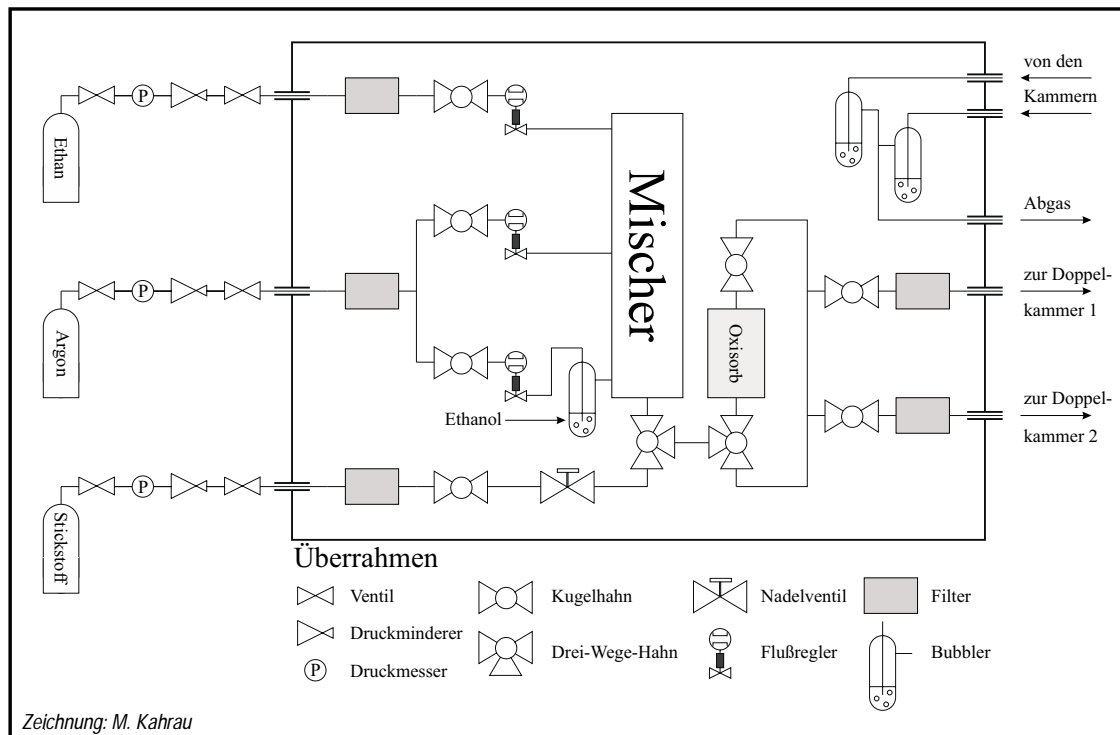 von den
Kammern
Ethan
P
Mischer
Abgas
zur Doppel-
kammer 1
Argon
P
Oxisorb
zur Doppel-
kammer 2
Ethanol
Stickstoff
P
Überrahmen
Ventil
Kugelhahn
Nadelventil
Filter
Druckminderer
Drei-Wege-Hahn
Flußregler
Bubbler
P
Druckmesser
Zeichnung: M. Kahrau